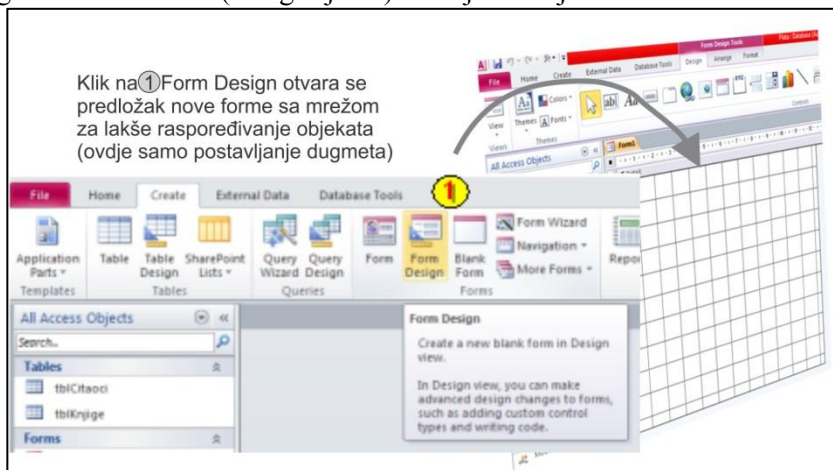 Klik na 1 Form Design otvara se
predložak nove forme sa mrežom
za lakše raspoređivanje objekata
(ovdje samo postavljanje dugmeta)
Form Design Tools
File Home Create External Data Database Tools Design Arrange Format
View Themes Colors Fonts Aa ab Aa XYZ
Views Themes Controls
All Access Objects Form1
1
File Home Create External Data Database Tools
Application Parts Table Table Design SharePoint Lists Query Wizard Query Design Form Form Design Blank Form Form Wizard
Navigation
More Forms
Templates Tables Queries Forms
All Access Objects
Search..
Tables
tblCitaoci
tblKnjige
Forms
Form Design
Create a new blank form in Design
view.
In Design view, you can make
advanced design changes to forms,
such as adding custom control
types and writing code.